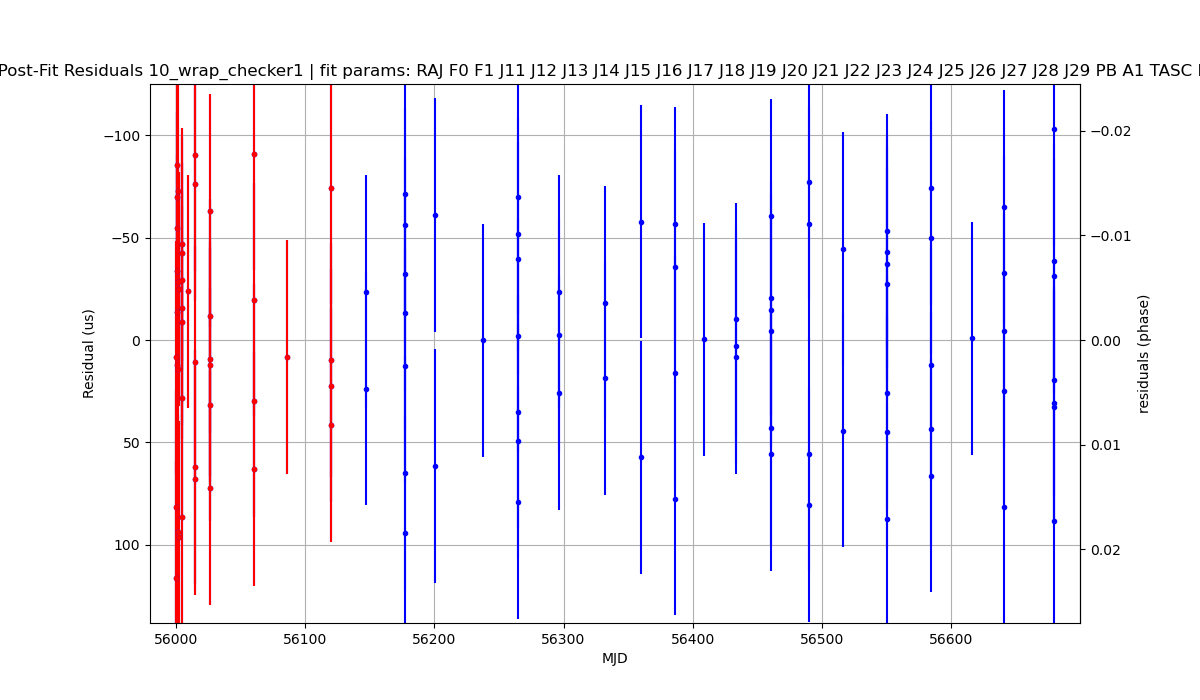 Post-Fit Residuals 10_wrap_checker1 | fit params: RAJ F0 F1 J11 J12 J13 J14 J15 J16 J17 J18 J19 J20 J21 J22 J23 J24 J25 J26 J27 J28 J29 PB A1 TASC
−100
−50
0
50
100
Residual (us)
−0.02
−0.01
0.00
0.01
0.02
residuals (phase)
56000 56100 56200 56300 56400 56500 56600
MJD